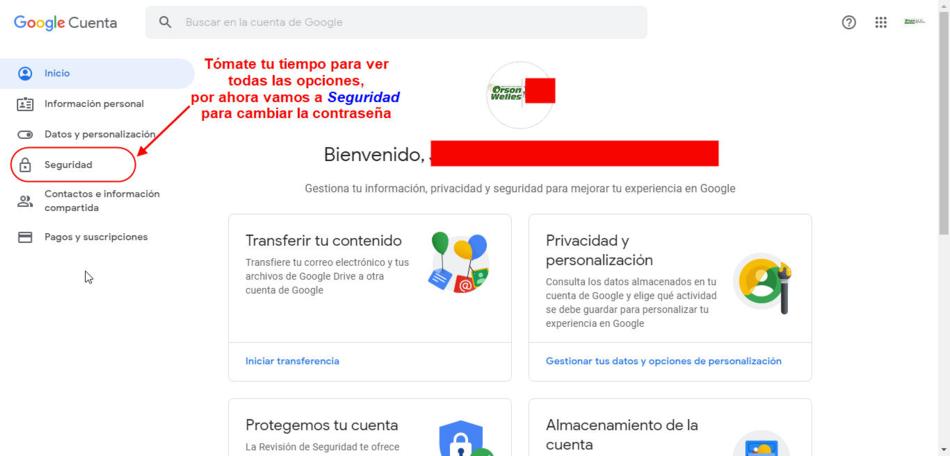 Google Cuenta
Buscar en la cuenta de Google
Inicio
Información personal
Datos y personalización
Seguridad
Contactos e información
compartida
Pagos y suscripciones
Tómate tu tiempo para ver
todas las opciones,
por ahora vamos a Seguridad
para cambiar la contraseña
Orson
Welles
Bienvenido,
Gestiona tu información, privacidad y seguridad para mejorar tu experiencia en Google
Transferir tu contenido
Transfiere tu correo electrónico y tus
archivos de Google Drive a otra
cuenta de Google
Iniciar transferencia
Privacidad y
personalización
Consulta los datos almacenados en tu
cuenta de Google y elige qué actividad
se debe guardar para personalizar tu
experiencia en Google
Gestionar tus datos y opciones de personalización
Protegemos tu cuenta
La Revisión de Seguridad te ofrece
Almacenamiento de la
cuenta